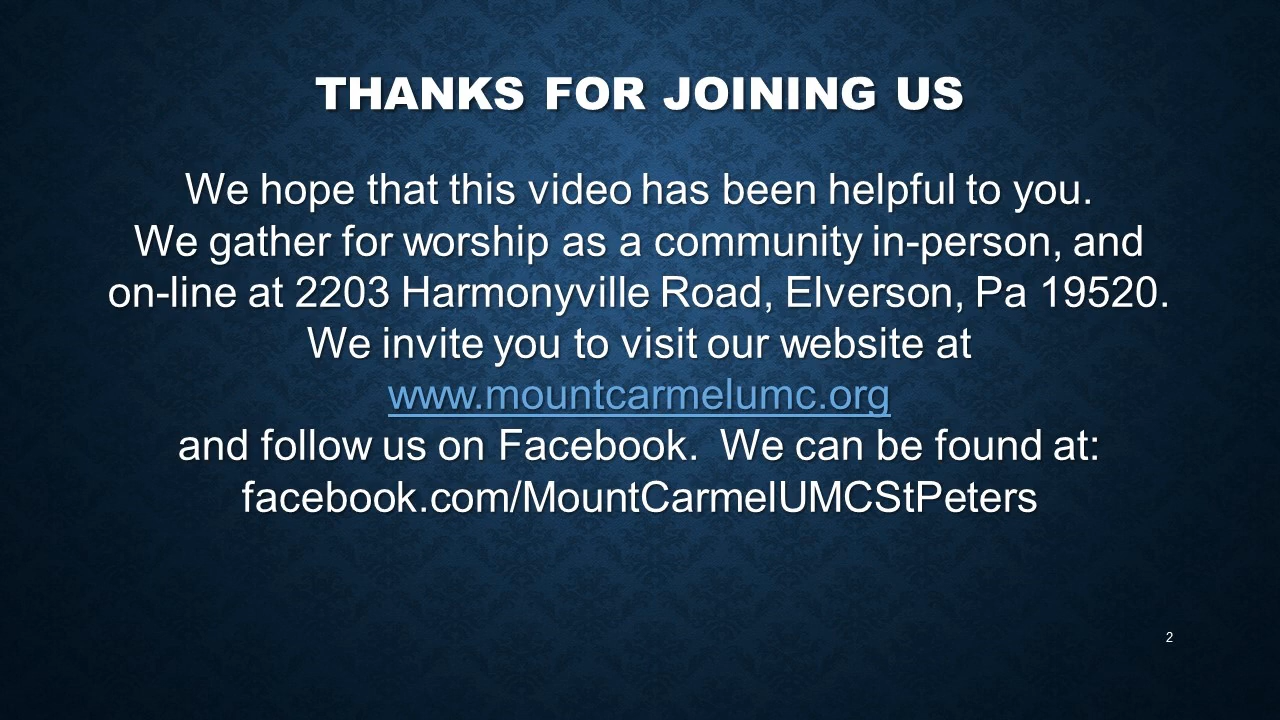 THANKS FOR JOINING US
We hope that this video has been helpful to you.
We gather for worship as a community in-person, and
on-line at 2203 Harmonyville Road, Elverson, Pa 19520.
We invite you to visit our website at
www.mountcarmelumc.org
and follow us on Facebook.  We can be found at:
facebook.com/MountCarmelUMCStPeters
2